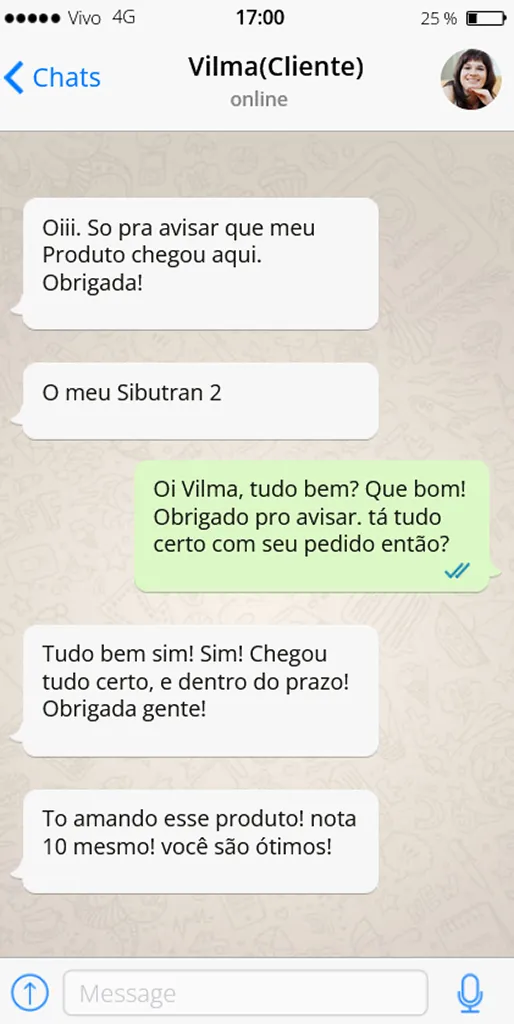 Vivo 4G 17:00 25 %
Chats Vilma(Cliente)
online
Oiii. So pra avisar que meu
Produto chegou aqui.
Obrigada!
O meu Sibutran 2
Oi Vilma, tudo bem? Que bom!
Obrigado pro avisar. tá tudo
certo com seu pedido então?
Tudo bem sim! Sim! Chegou
tudo certo, e dentro do prazo!
Obrigada gente!
To amando esse produto! nota
10 mesmo! você são ótimos!
Message